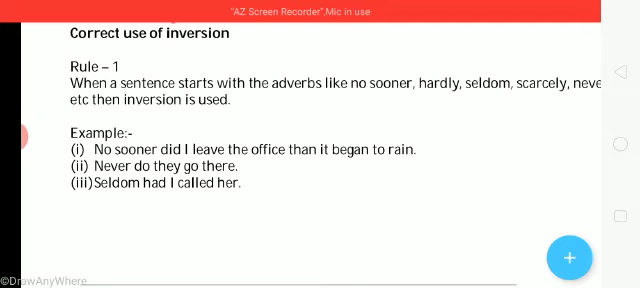 "AZ Screen Recorder",Mic in use
Correct use of inversion
Rule – 1
When a sentence starts with the adverbs like no sooner, hardly, seldom, scarcely, neve
etc then inversion is used.
Example:-
(i) No sooner did I leave the office than it began to rain.
(ii) Never do they go there.
(iii) Seldom had I called her.
+
©DrawAnyWhere